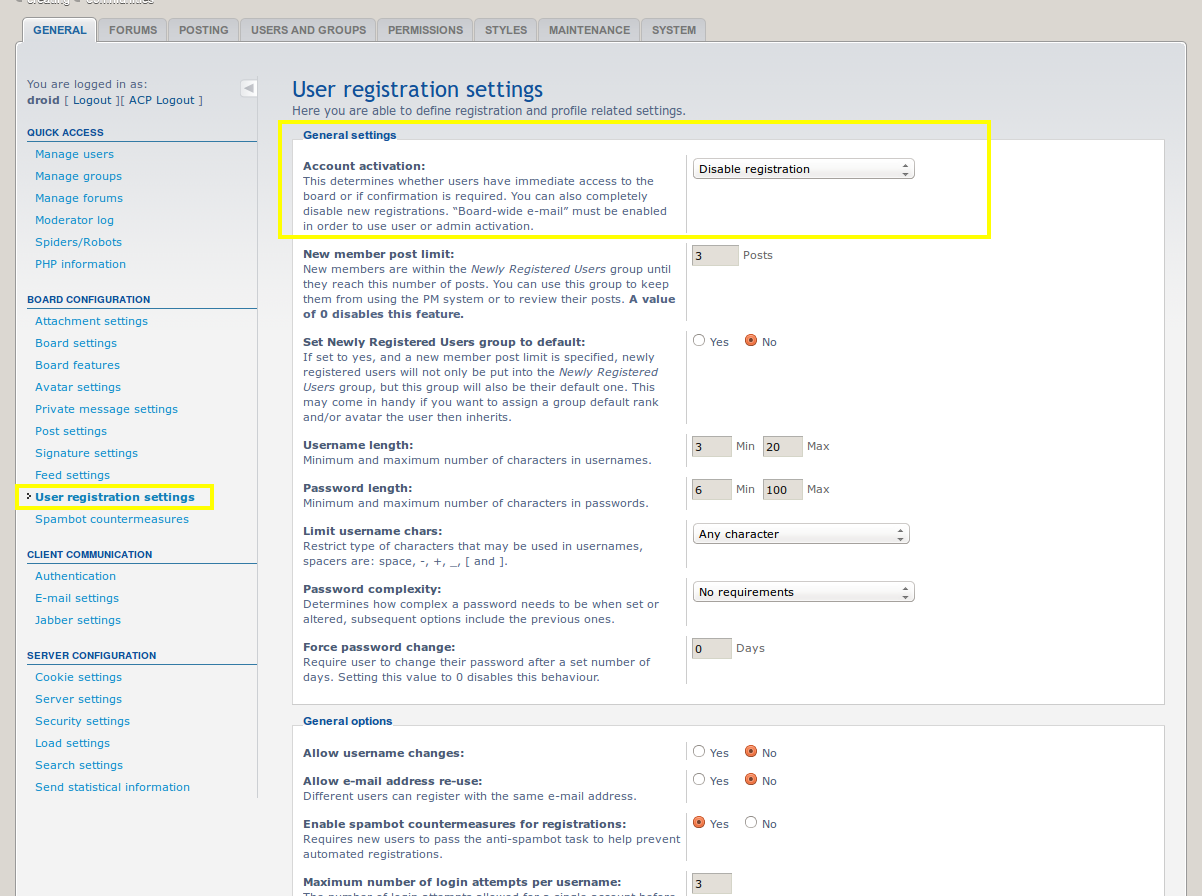 GENERAL FORUMS POSTING USERS AND GROUPS PERMISSIONS STYLES MAINTENANCE SYSTEM
You are logged in as:
droid [ Logout ][ ACP Logout ]
QUICK ACCESS
Manage users
Manage groups
Manage forums
Moderator log
Spiders/Robots
PHP information
BOARD CONFIGURATION
Attachment settings
Board settings
Board features
Avatar settings
Private message settings
Post settings
Signature settings
Feed settings
User registration settings
Spambot countermeasures
CLIENT COMMUNICATION
Authentication
E-mail settings
Jabber settings
SERVER CONFIGURATION
Cookie settings
Server settings
Security settings
Load settings
Search settings
Send statistical information
User registration settings
Here you are able to define registration and profile related settings.
General settings
Account activation:
This determines whether users have immediate access to the
board or if confirmation is required. You can also completely
disable new registrations. “Board-wide e-mail” must be enabled
in order to use user or admin activation.
Disable registration
New member post limit:
New members are within the Newly Registered Users group until
they reach this number of posts. You can use this group to keep
them from using the PM system or to review their posts. A value
of 0 disables this feature.
3 Posts
Set Newly Registered Users group to default:
If set to yes, and a new member post limit is specified, newly
registered users will not only be put into the Newly Registered
Users group, but this group will also be their default one. This
may come in handy if you want to assign a group default rank
and/or avatar the user then inherits.
Yes No
Username length:
Minimum and maximum number of characters in usernames.
3 Min 20 Max
Password length:
Minimum and maximum number of characters in passwords.
6 Min 100 Max
Limit username chars:
Restrict type of characters that may be used in usernames,
spacers are: space, -, +, _, [ and ].
Any character
Password complexity:
Determines how complex a password needs to be when set or
altered, subsequent options include the previous ones.
No requirements
Force password change:
Require user to change their password after a set number of
days. Setting this value to 0 disables this behaviour.
0 Days
General options
Allow username changes:
Yes No
Allow e-mail address re-use:
Different users can register with the same e-mail address.
Yes No
Enable spambot countermeasures for registrations:
Requires new users to pass the anti-spambot task to help prevent
automated registrations.
Yes No
Maximum number of login attempts per username:
3